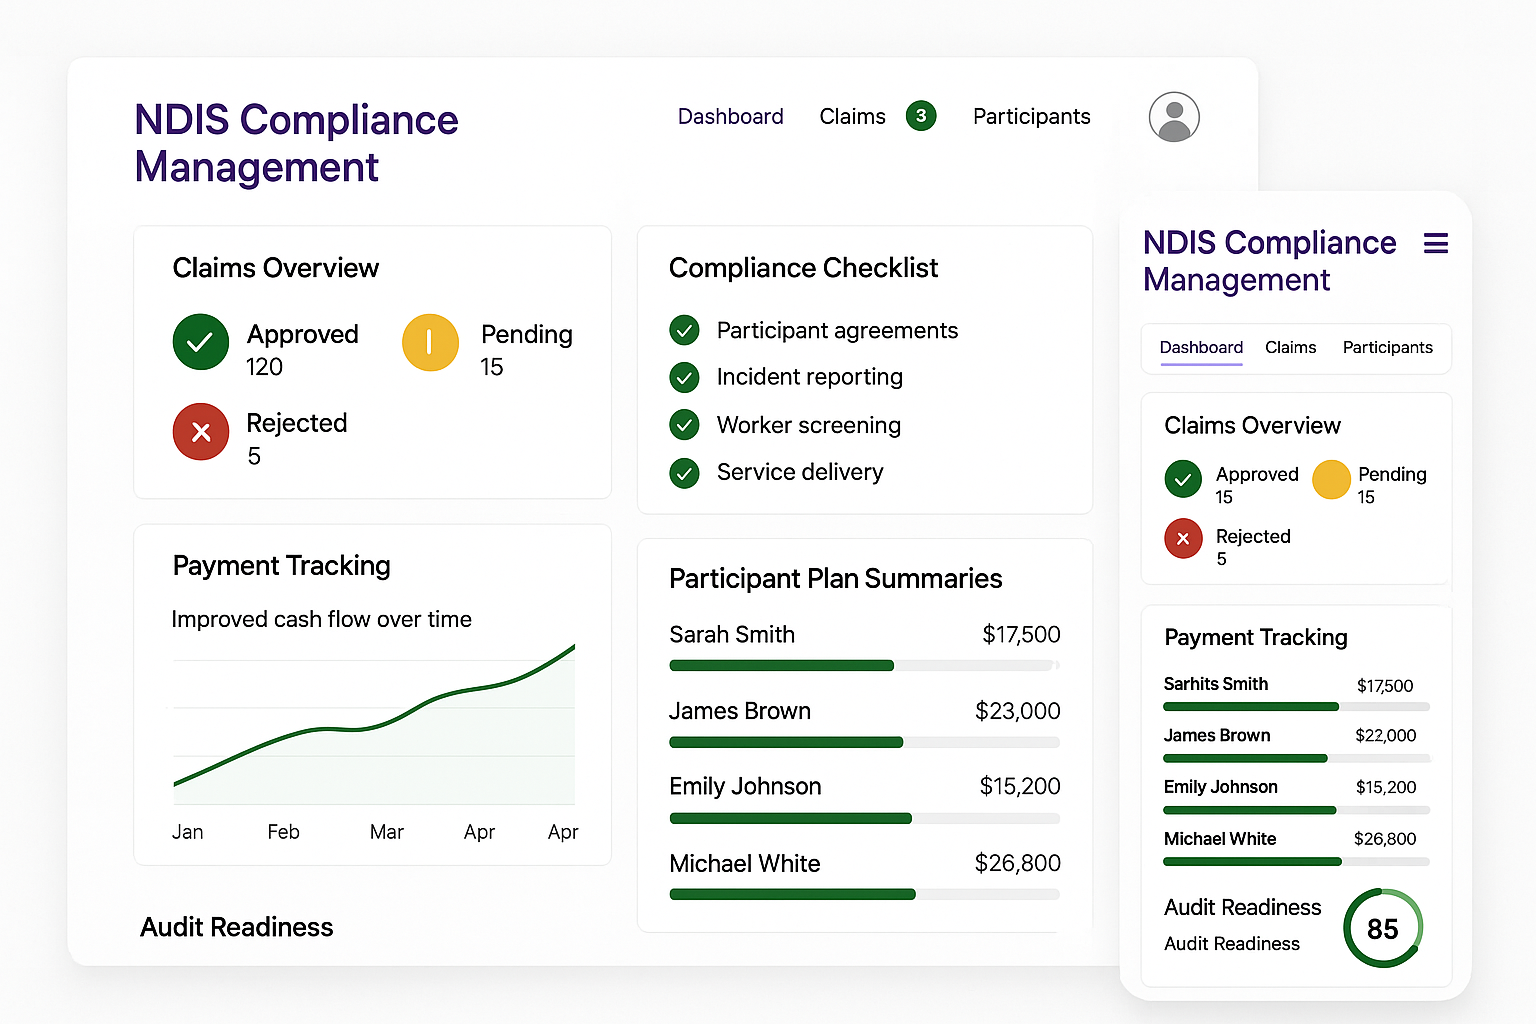 NDIS Compliance
Management
Dashboard Claims 3 Participants
Claims Overview
Approved
120
Pending
15
Rejected
5
Compliance Checklist
Participant agreements
Incident reporting
Worker screening
Service delivery
Payment Tracking
Improved cash flow over time
Jan Feb Mar Apr Apr
Participant Plan Summaries
Sarah Smith $17,500
James Brown $23,000
Emily Johnson $15,200
Michael White $26,800
Audit Readiness
NDIS Compliance
Management
Dashboard Claims Participants
Claims Overview
Approved
15
Pending
15
Rejected
5
Payment Tracking
Sarhits Smith $17,500
James Brown $22,000
Emily Johnson $15,200
Michael White $26,800
Audit Readiness
Audit Readiness
85